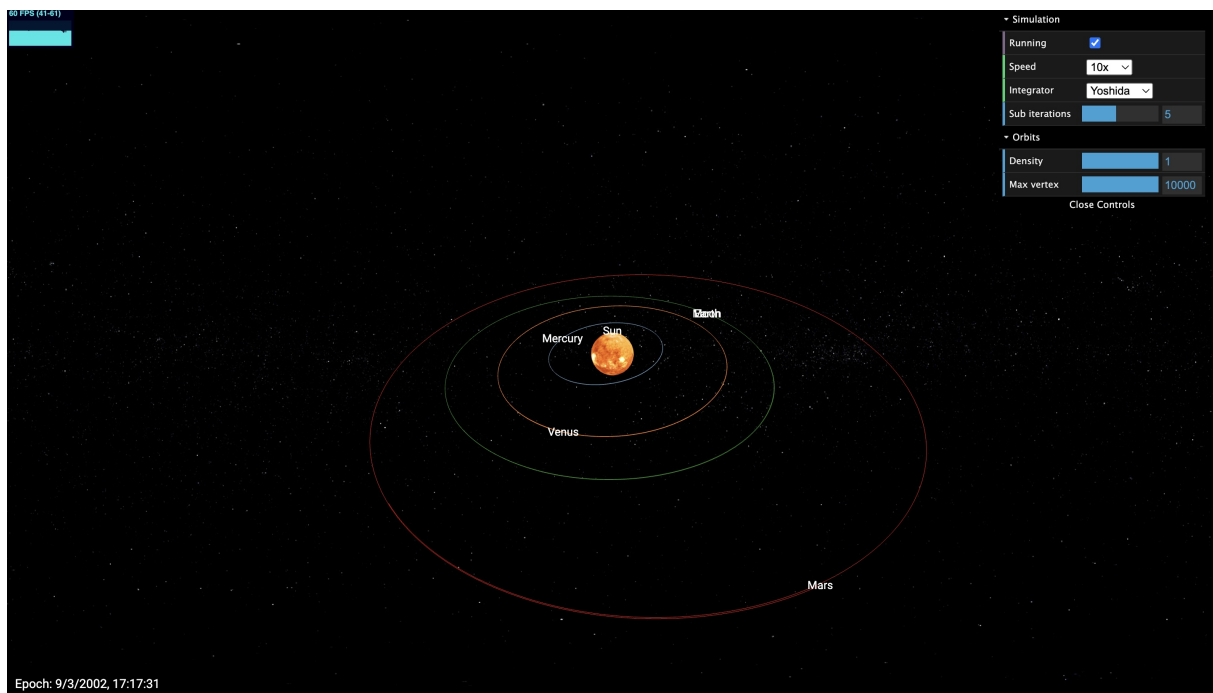 60 FPS (41-61)
Simulation
Running
Speed 10x
Integrator Yoshida
Sub iterations 5
Orbits
Density 1
Max vertex 10000
Close Controls
Earth
Sun
Mercury
Venus
Mars
Epoch: 9/3/2002, 17:17:31